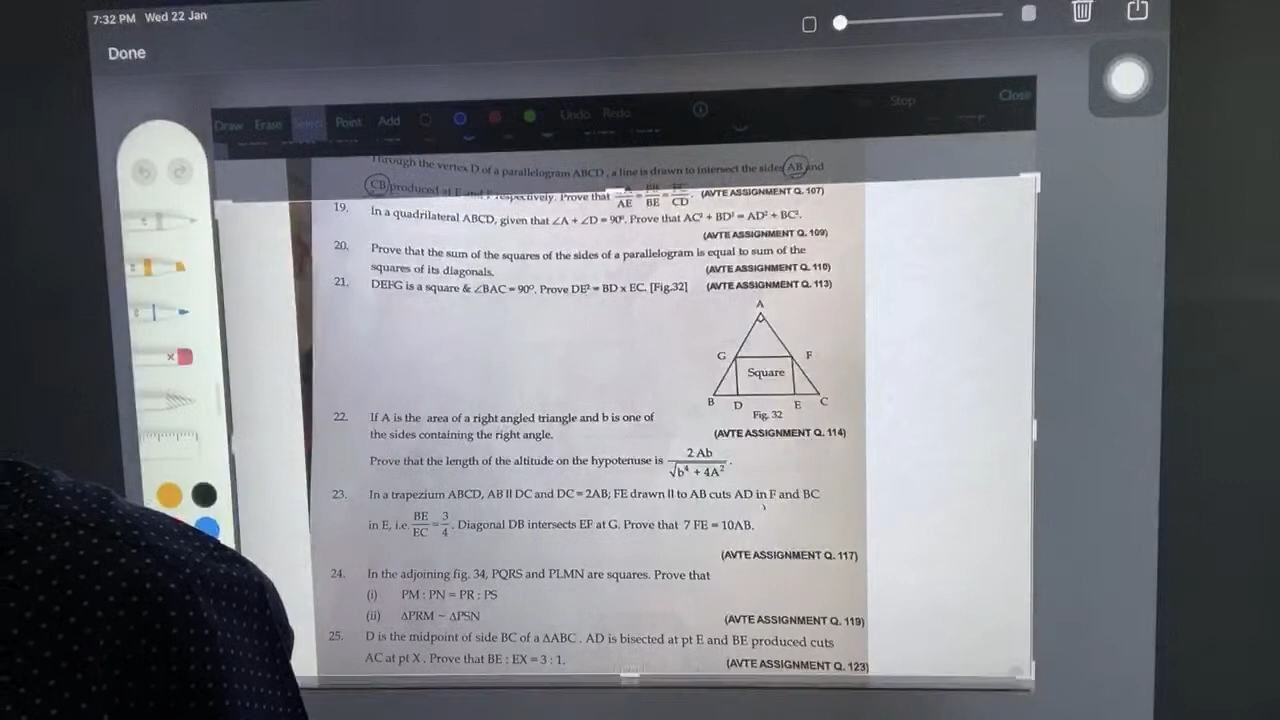 7:32 PM Wed 22 Jan
Done
Draw Erase Select Point Add Undo Redo Stop Close
Through the vertex D of a parallelogram ABCD, a line is drawn to intersect the sides AB and
CB produced at E and F respectively. Prove that AE = BE = CD. (AVTE ASSIGNMENT Q. 107)
19. In a quadrilateral ABCD, given that ∠A + ∠D = 90°. Prove that AC² + BD² = AD² + BC².
(AVTE ASSIGNMENT Q. 109)
20. Prove that the sum of the squares of the sides of a parallelogram is equal to sum of the
squares of its diagonals. (AVTE ASSIGNMENT Q. 110)
21. DEFG is a square & ∠BAC = 90°. Prove DE² = BD x EC. [Fig.32] (AVTE ASSIGNMENT Q. 113)
A
G F
Square
B D E C
Fig. 32
22. If A is the area of a right angled triangle and b is one of
the sides containing the right angle. (AVTE ASSIGNMENT Q. 114)
Prove that the length of the altitude on the hypotenuse is 2 Ab / √b⁴ + 4A² .
23. In a trapezium ABCD, AB ll DC and DC = 2AB; FE drawn ll to AB cuts AD in F and BC
in E, i.e. BE/EC = 3/4 . Diagonal DB intersects EF at G. Prove that 7 FE = 10AB.
(AVTE ASSIGNMENT Q. 117)
24. In the adjoining fig. 34, PQRS and PLMN are squares. Prove that
(i) PM : PN = PR : PS
(ii) ΔPRM ~ ΔPSN (AVTE ASSIGNMENT Q. 119)
25. D is the midpoint of side BC of a ΔABC . AD is bisected at pt E and BE produced cuts
AC at pt X . Prove that BE : EX = 3 : 1. (AVTE ASSIGNMENT Q. 123)